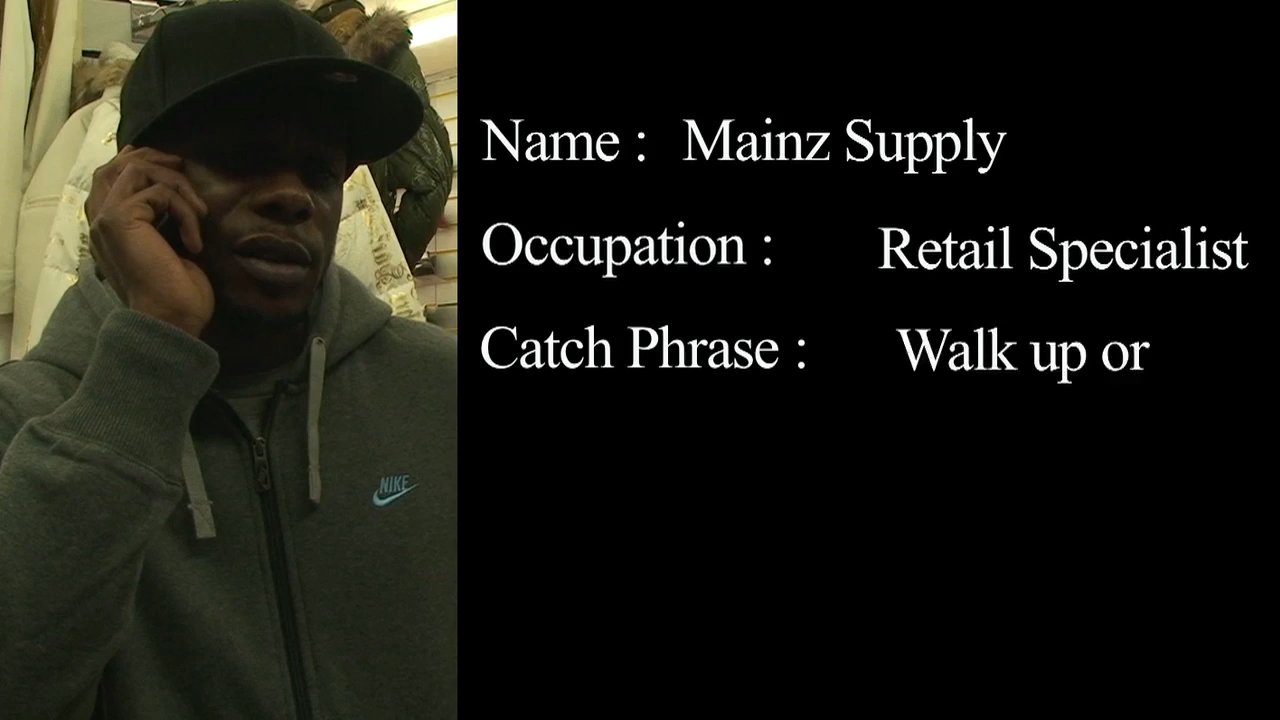 Name : Mainz Supply
Occupation : Retail Specialist
Catch Phrase : Walk up or
NIKE